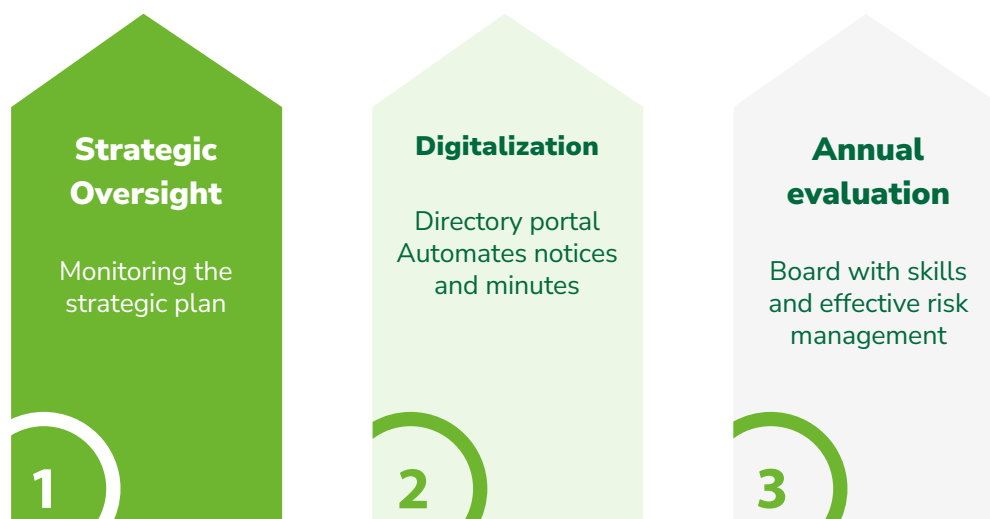 Strategic
Oversight
Monitoring the
strategic plan
1
Digitalization
Directory portal
Automates notices
and minutes
2
Annual
evaluation
Board with skills
and effective risk
management
3